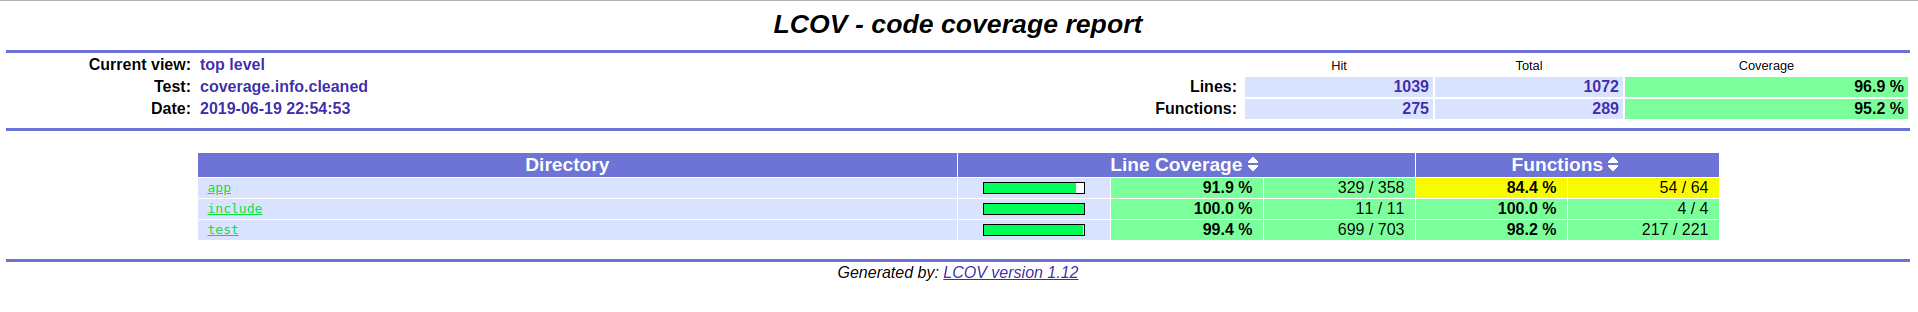 LCOV - code coverage report
Current view: top level
Hit Total Coverage
Test: coverage.info.cleaned Lines: 1039 1072 96.9 %
Date: 2019-06-19 22:54:53 Functions: 275 289 95.2 %
Directory Line Coverage Functions
app 91.9 % 329 / 358 84.4 % 54 / 64
include 100.0 % 11 / 11 100.0 % 4 / 4
test 99.4 % 699 / 703 98.2 % 217 / 221
Generated by: LCOV version 1.12